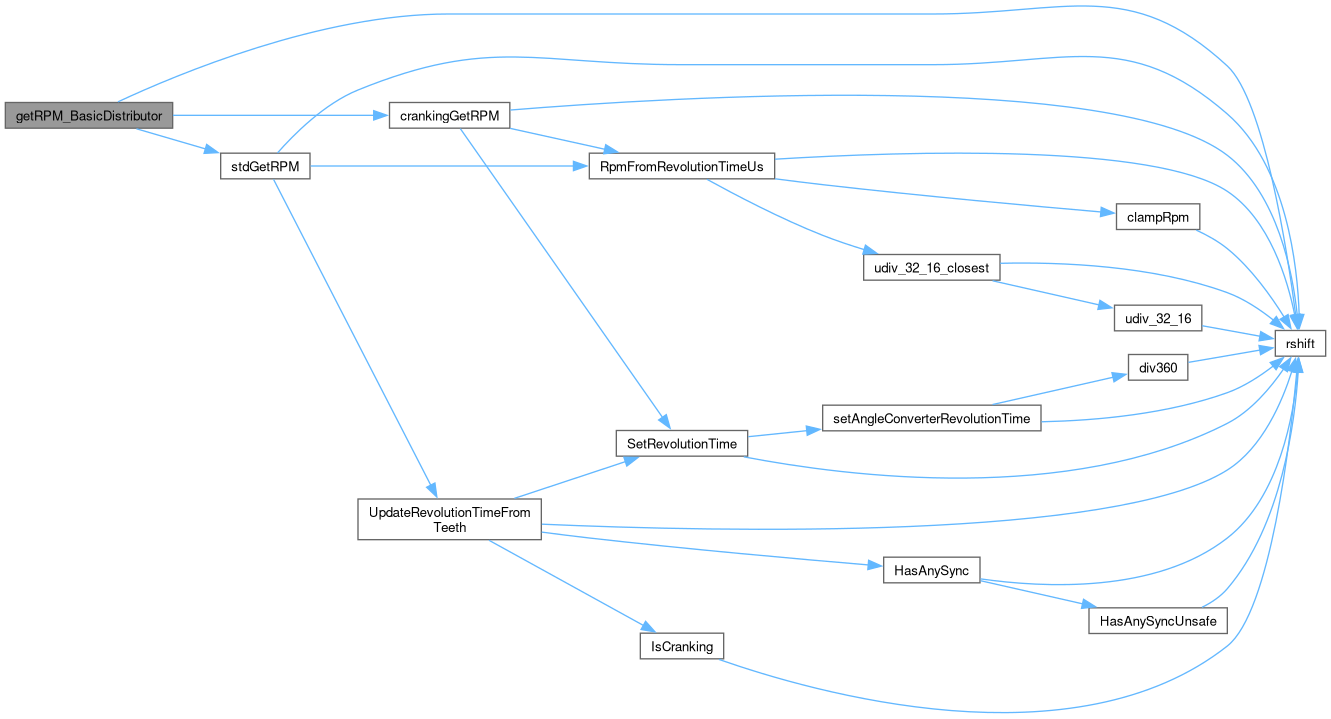 getRPM_BasicDistributor
crankingGetRPM
stdGetRPM
RpmFromRevolutionTimeUs
clampRpm
udiv_32_16_closest
udiv_32_16
rshift
div360
setAngleConverterRevolutionTime
SetRevolutionTime
UpdateRevolutionTimeFrom
Teeth
HasAnySync
HasAnySyncUnsafe
IsCranking